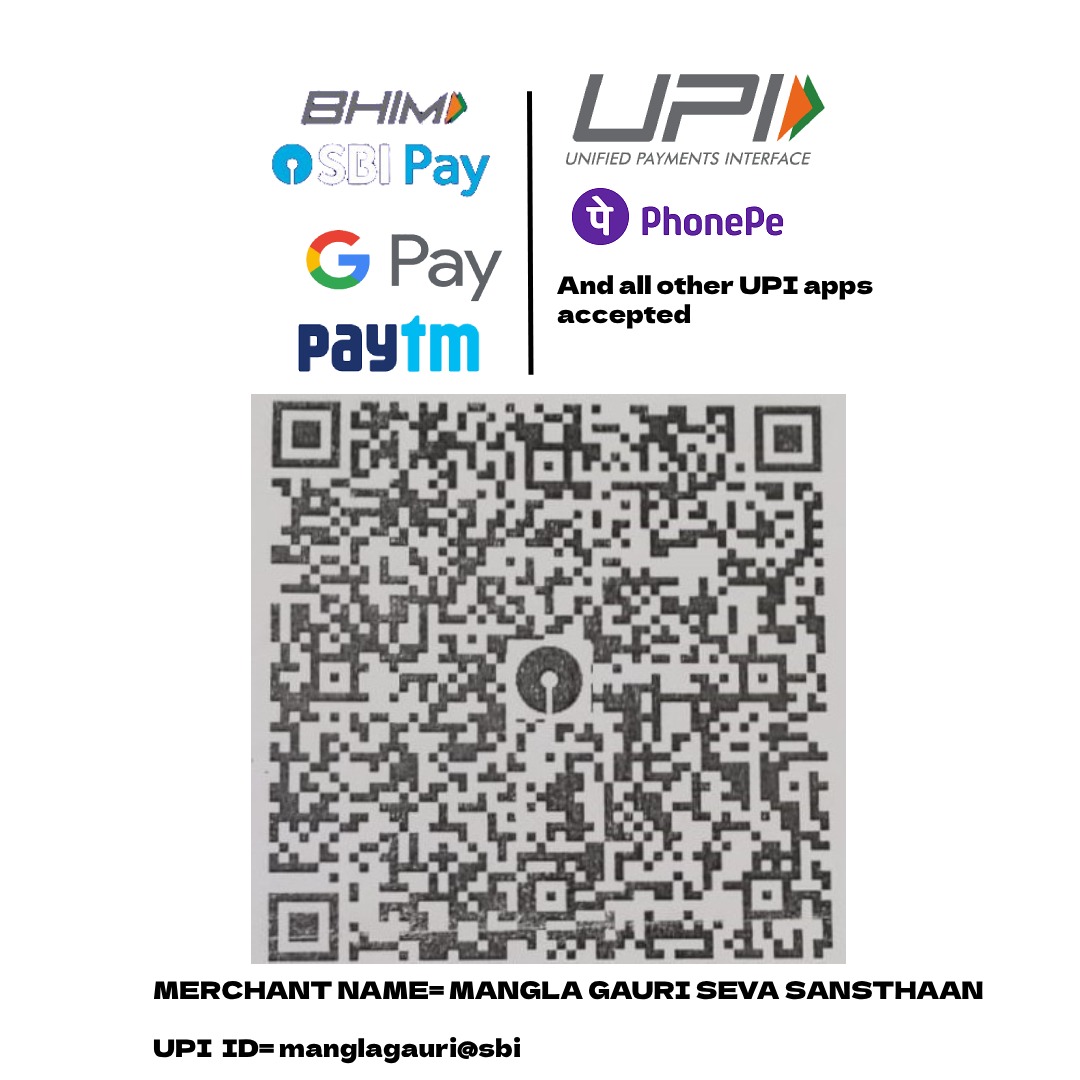 BHIM
SBI Pay
G Pay
paytm
UPI
UNIFIED PAYMENTS INTERFACE
पे PhonePe
And all other UPI apps
accepted
MERCHANT NAME= MANGLA GAURI SEVA SANSTHAAN
UPI ID= manglagauri@sbi